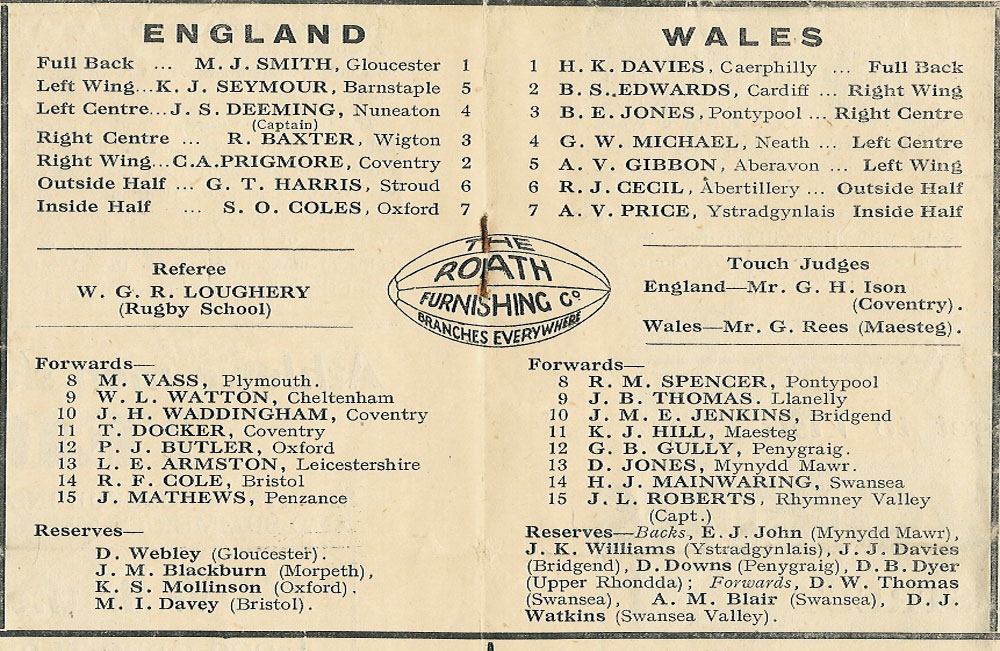 ENGLAND
Full Back ... M. J. SMITH, Gloucester 1
Left Wing...K. J. SEYMOUR, Barnstaple 5
Left Centre...J. S. DEEMING, Nuneaton 4
(Captain)
Right Centre ... R. BAXTER, Wigton 3
Right Wing...C.A.PRIGMORE, Coventry 2
Outside Half ... G. T. HARRIS, Stroud 6
Inside Half ... S. O. COLES, Oxford 7
WALES
1 H. K. DAVIES, Caerphilly ... Full Back
2 B. S. EDWARDS, Cardiff ... Right Wing
3 B. E. JONES, Pontypool ... Right Centre
4 G. W. MICHAEL, Neath ... Left Centre
5 A. V. GIBBON, Aberavon ... Left Wing
6 R. J. CECIL, Abertillery ... Outside Half
7 A. V. PRICE, Ystradgynlais Inside Half
Referee
W. G. R. LOUGHERY
(Rugby School)
THE
ROATH
FURNISHING Co
BRANCHES EVERYWHERE
Touch Judges
England—Mr. G. H. Ison
(Coventry).
Wales—Mr. G. Rees (Maesteg).
Forwards—
8 M. VASS, Plymouth.
9 W. L. WATTON, Cheltenham
10 J. H. WADDINGHAM, Coventry
11 T. DOCKER, Coventry
12 P. J. BUTLER, Oxford
13 L. E. ARMSTON, Leicestershire
14 R. F. COLE, Bristol
15 J. MATHEWS, Penzance
Reserves—
D. Webley (Gloucester).
J. M. Blackburn (Morpeth),
K. S. Mollinson (Oxford).
M. I. Davey (Bristol).
Forwards—
8 R. M. SPENCER, Pontypool
9 J. B. THOMAS. Llanelly
10 J. M. E. JENKINS, Bridgend
11 K. J. HILL, Maesteg
12 G. B. GULLY, Penygraig.
13 D. JONES, Mynydd Mawr.
14 H. J. MAINWARING, Swansea
15 J. L. ROBERTS, Rhymney Valley
(Capt.)
Reserves—Backs, E. J. John (Mynydd Mawr),
J. K. Williams (Ystradgynlais), J. J. Davies
(Bridgend), D. Downs (Penygraig), D. B. Dyer
(Upper Rhondda); Forwards, D. W. Thomas
(Swansea), A. M. Blair (Swansea), D. J.
Watkins (Swansea Valley).